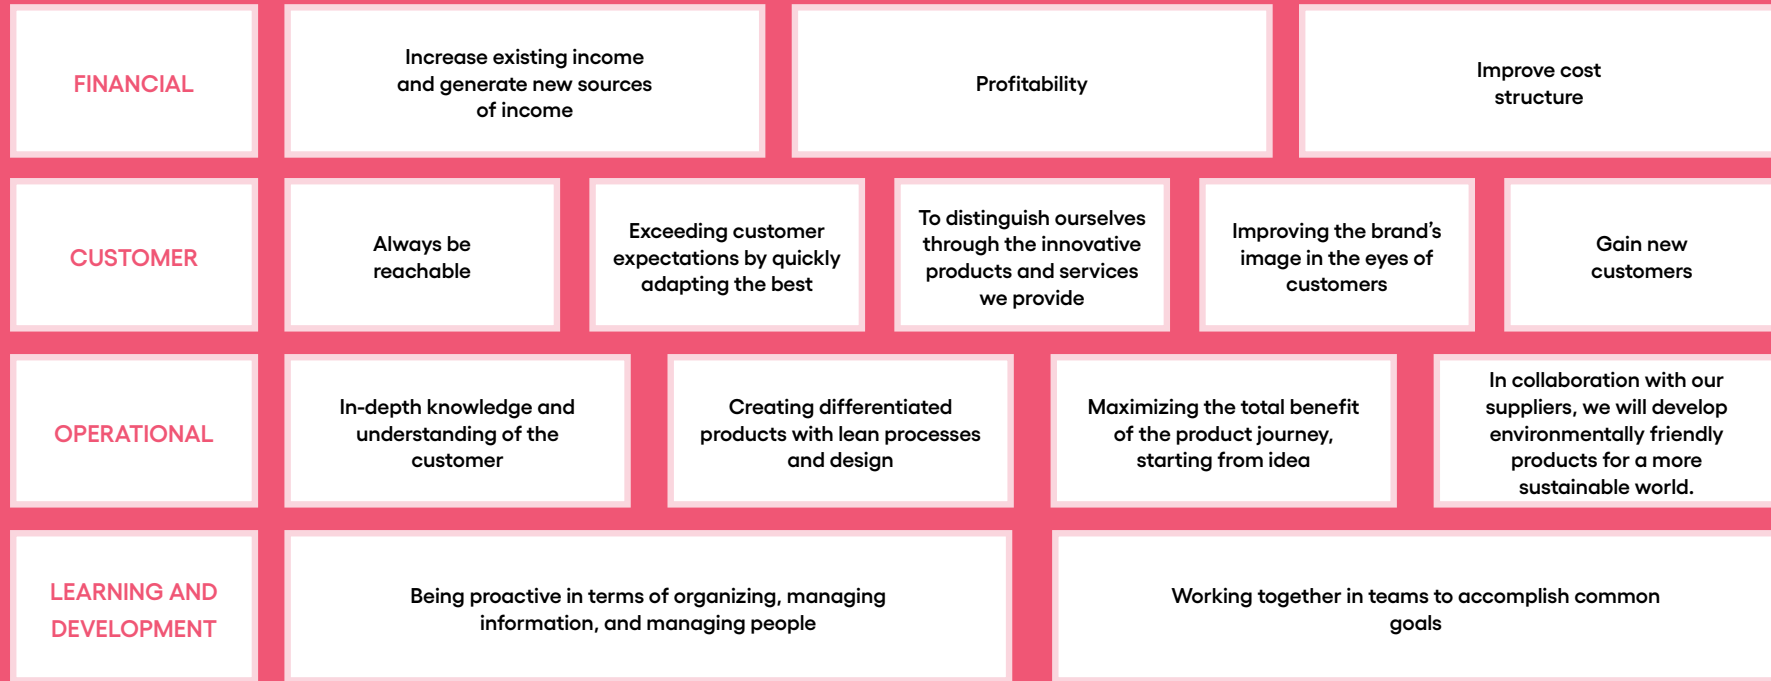 FINANCIAL
Increase existing income
and generate new sources
of income
Profitability
Improve cost
structure
CUSTOMER
Always be
reachable
Exceeding customer
expectations by quickly
adapting the best
To distinguish ourselves
through the innovative
products and services
we provide
Improving the brand's
image in the eyes of
customers
Gain new
customers
OPERATIONAL
In-depth knowledge and
understanding of the
customer
Creating differentiated
products with lean processes
and design
Maximizing the total benefit
of the product journey,
starting from idea
In collaboration with our
suppliers, we will develop
environmentally friendly
products for a more
sustainable world.
LEARNING AND
DEVELOPMENT
Being proactive in terms of organizing, managing
information, and managing people
Working together in teams to accomplish common
goals